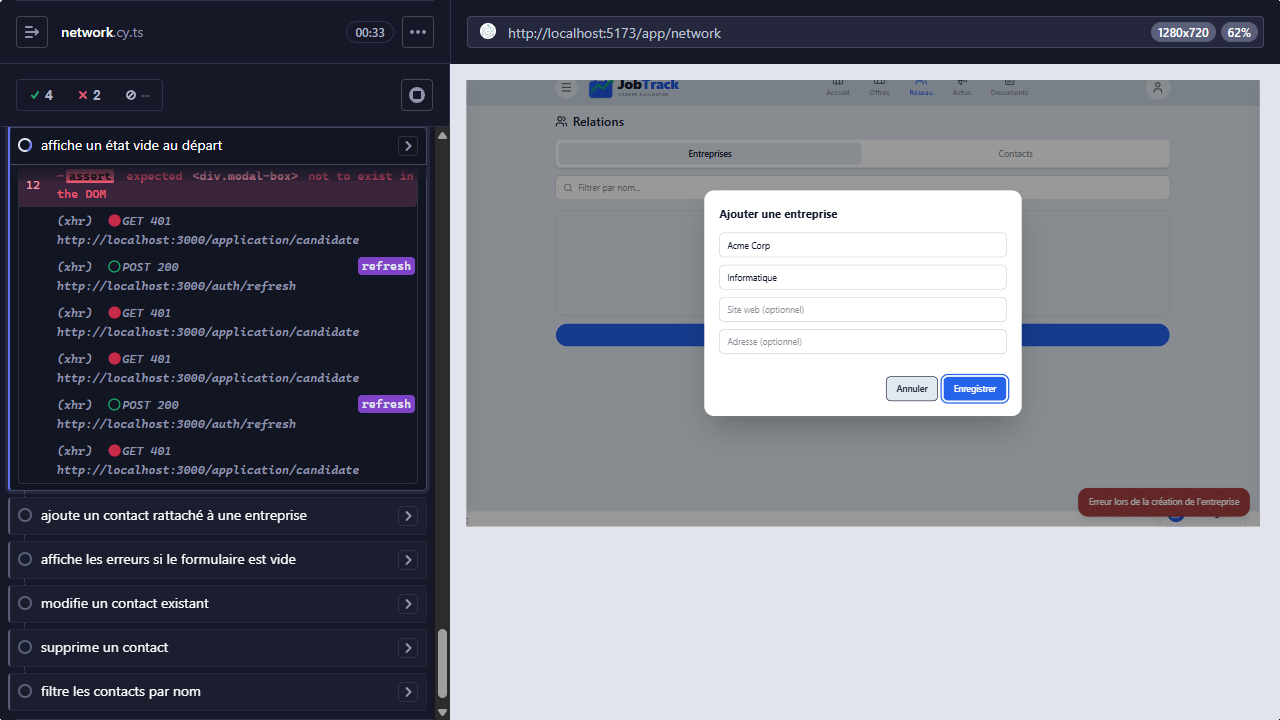 network.cy.ts
00:33
4
2
--
affiche un état vide au départ
12
-assert expected <div.modal-box> not to exist in
the DOM
(xhr) GET 401
http://localhost:3000/application/candidate
(xhr) POST 200
refresh
http://localhost:3000/auth/refresh
(xhr) GET 401
http://localhost:3000/application/candidate
(xhr) GET 401
http://localhost:3000/application/candidate
(xhr) POST 200
refresh
http://localhost:3000/auth/refresh
(xhr) GET 401
http://localhost:3000/application/candidate
ajoute un contact rattaché à une entreprise
affiche les erreurs si le formulaire est vide
modifie un contact existant
supprime un contact
filtre les contacts par nom
http://localhost:5173/app/network
1280x720
62%
JobTrack
CAREER NAVIGATOR
Accueil
Offres
Réseau
Actus
Documents
Relations
Entreprises
Contacts
Filtrer par nom...
Ajouter une entreprise
Acme Corp
Informatique
Site web (optionnel)
Adresse (optionnel)
Annuler
Enregistrer
Erreur lors de la création de l'entreprise